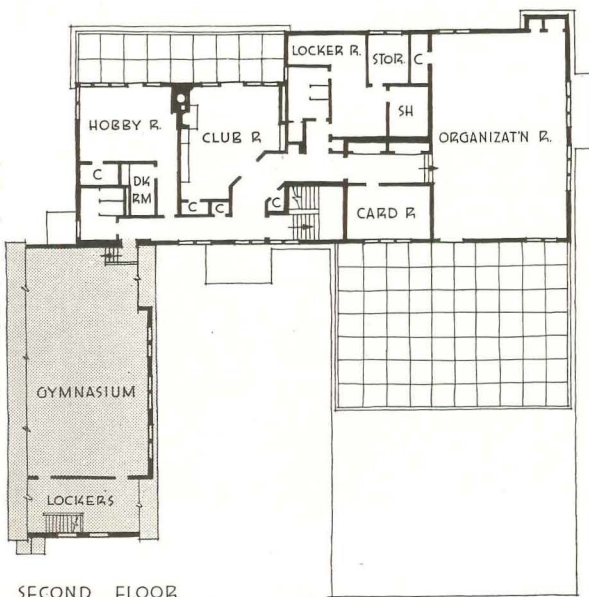 LOCKER R.
STOR.
C
HOBBY R.
CLUB R
SH
ORGANIZAT'N R.
C
DK
RM
C
C
C
CARD R
GYMNASIUM
LOCKERS
SECOND FLOOR